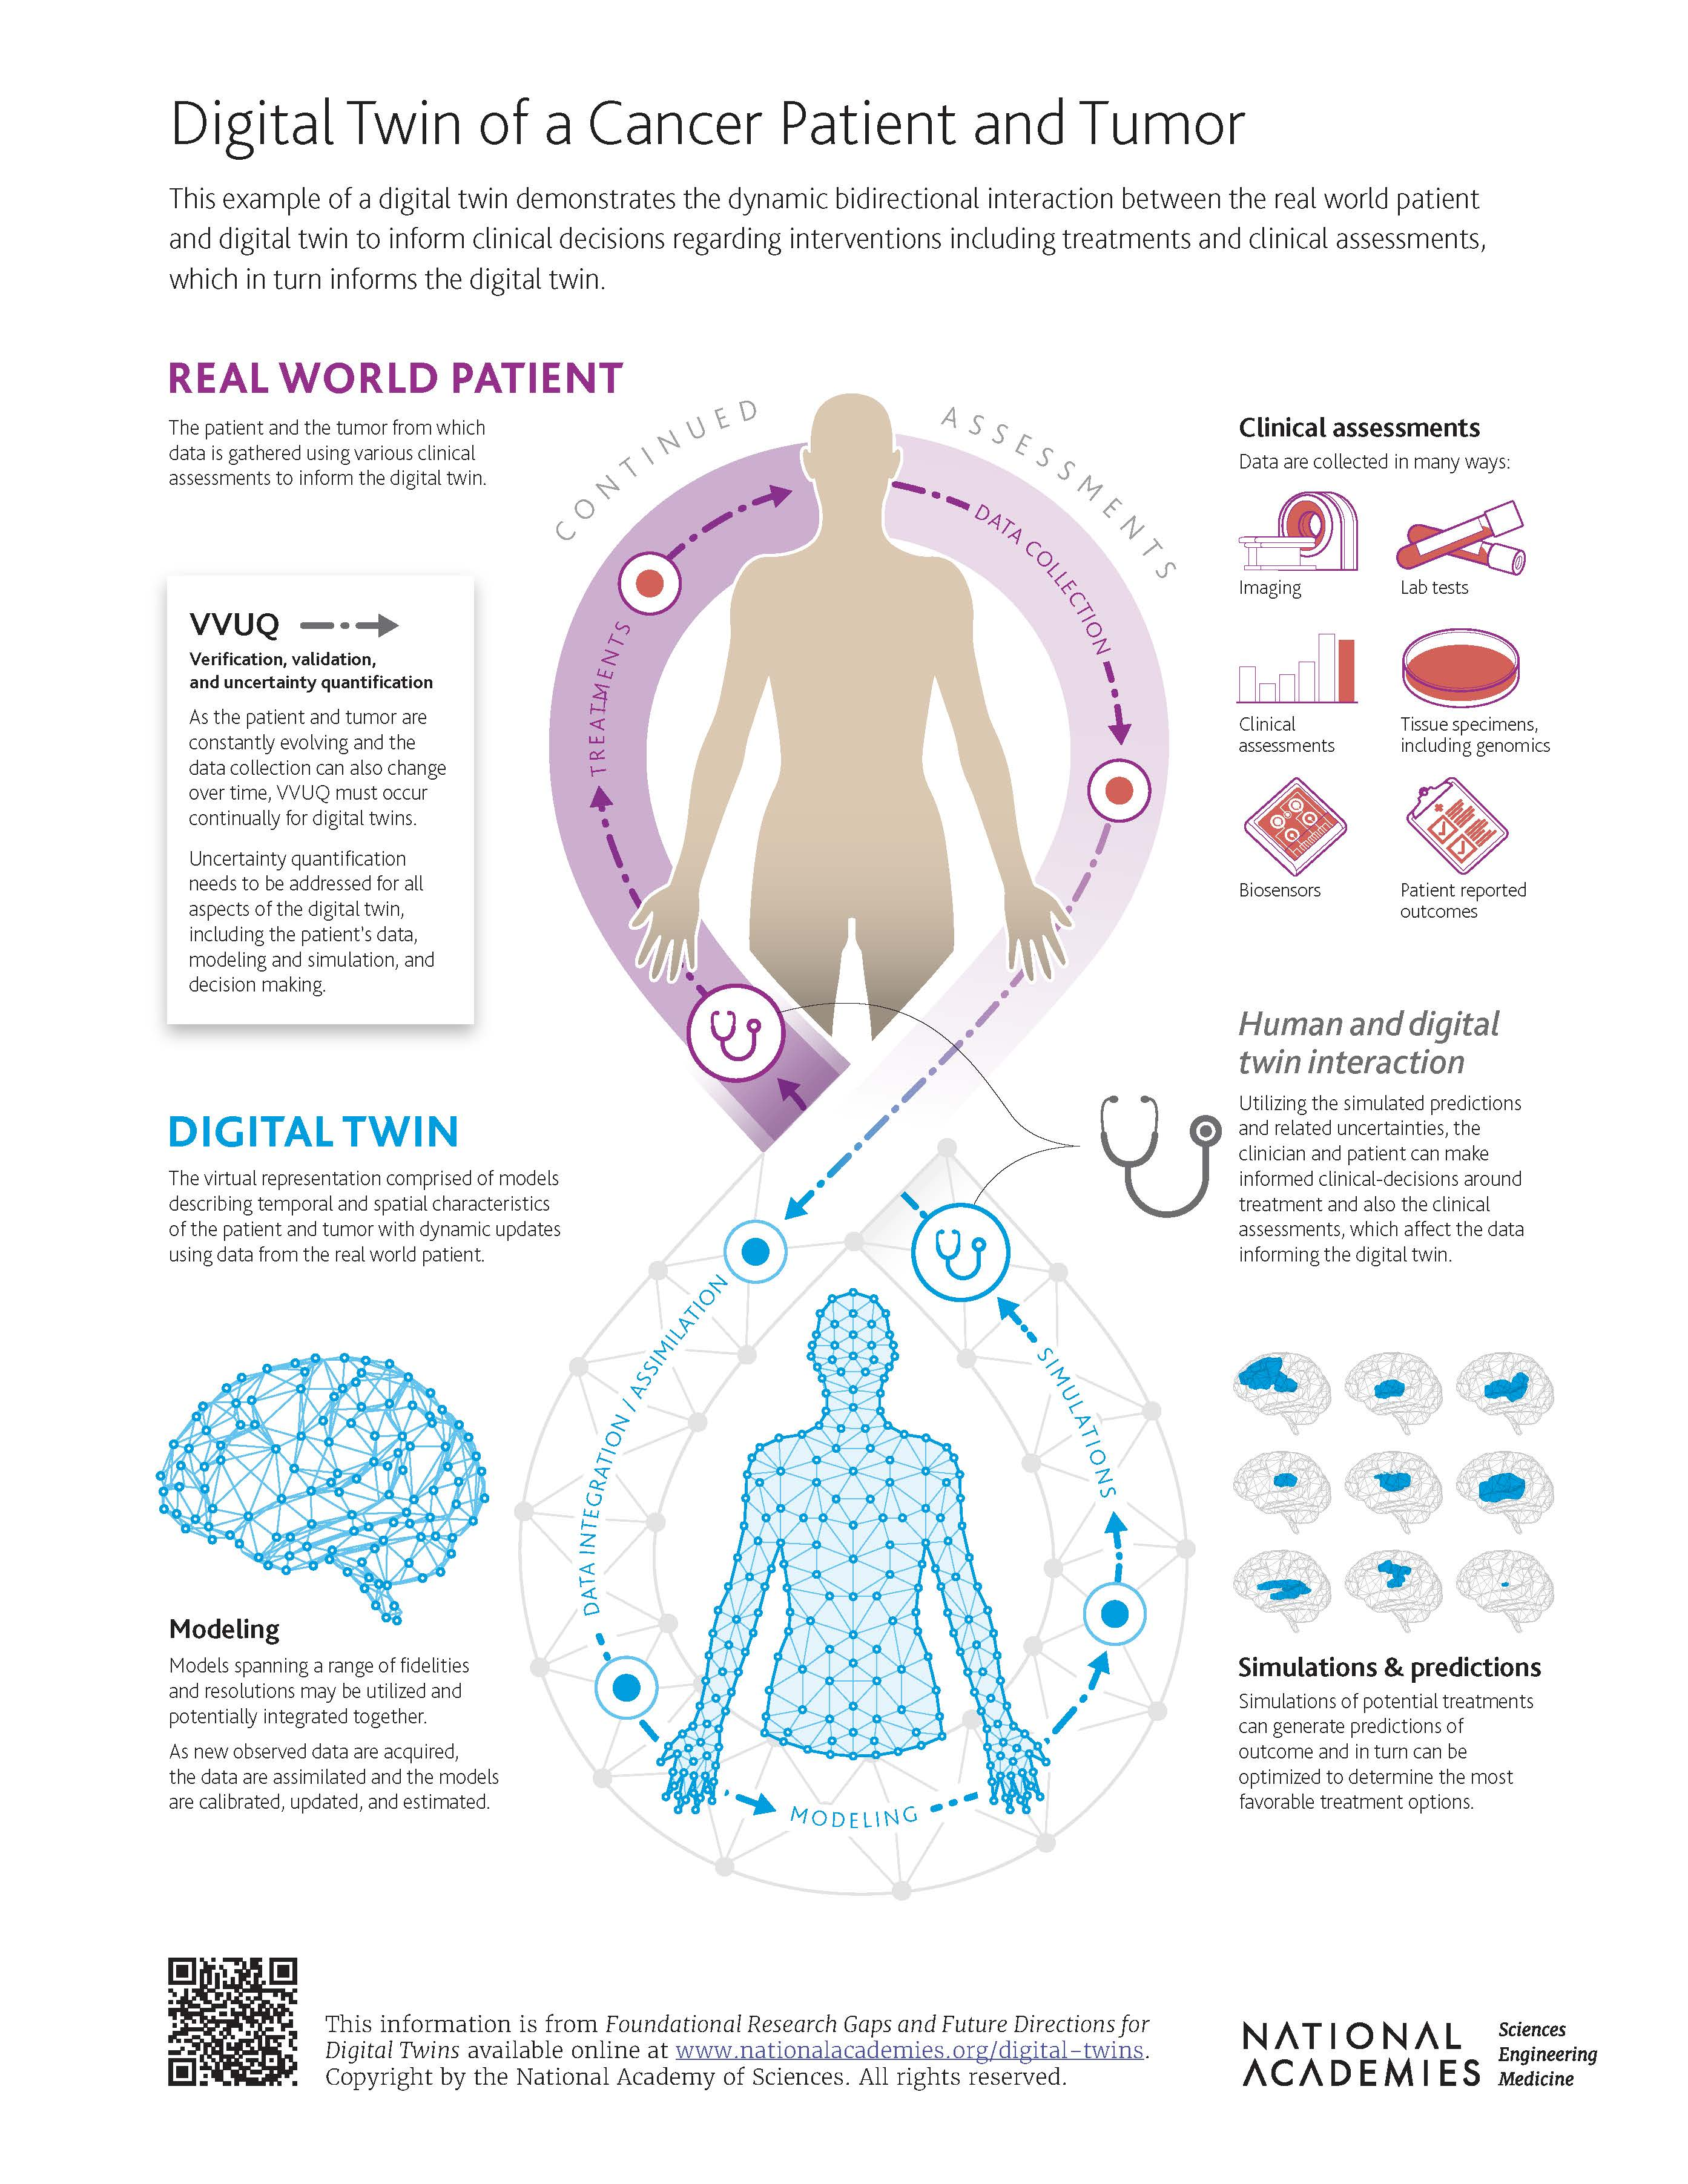 Digital Twin of a Cancer Patient and Tumor
This example of a digital twin demonstrates the dynamic bidirectional interaction between the real world patient
and digital twin to inform clinical decisions regarding interventions including treatments and clinical assessments,
which in turn informs the digital twin.
REAL WORLD PATIENT
The patient and the tumor from which
data is gathered using various clinical
assessments to inform the digital twin.
VVUQ
Verification, validation,
and uncertainty quantification
As the patient and tumor are
constantly evolving and the
data collection can also change
over time, VVUQ must occur
continually for digital twins.
Uncertainty quantification
needs to be addressed for all
aspects of the digital twin,
including the patient's data,
modeling and simulation, and
decision making.
CONTINUED ASSESSMENTS
TREATMENTS
DATA COLLECTION
Clinical assessments
Data are collected in many ways:
Imaging
Lab tests
Clinical
assessments
Tissue specimens,
including genomics
Biosensors
Patient reported
outcomes
Human and digital
twin interaction
Utilizing the simulated predictions
and related uncertainties, the
clinician and patient can make
informed clinical-decisions around
treatment and also the clinical
assessments, which affect the data
informing the digital twin.
DIGITAL TWIN
The virtual representation comprised of models
describing temporal and spatial characteristics
of the patient and tumor with dynamic updates
using data from the real world patient.
DATA INTEGRATION / ASSIMILATION
SIMULATIONS
MODELING
Modeling
Models spanning a range of fidelities
and resolutions may be utilized and
potentially integrated together.
As new observed data are acquired,
the data are assimilated and the models
are calibrated, updated, and estimated.
Simulations & predictions
Simulations of potential treatments
can generate predictions of
outcome and in turn can be
optimized to determine the most
favorable treatment options.
This information is from Foundational Research Gaps and Future Directions for
Digital Twins available online at www.nationalacademies.org/digital-twins.
Copyright by the National Academy of Sciences. All rights reserved.
NATIONAL
ACADEMIES
Sciences
Engineering
Medicine